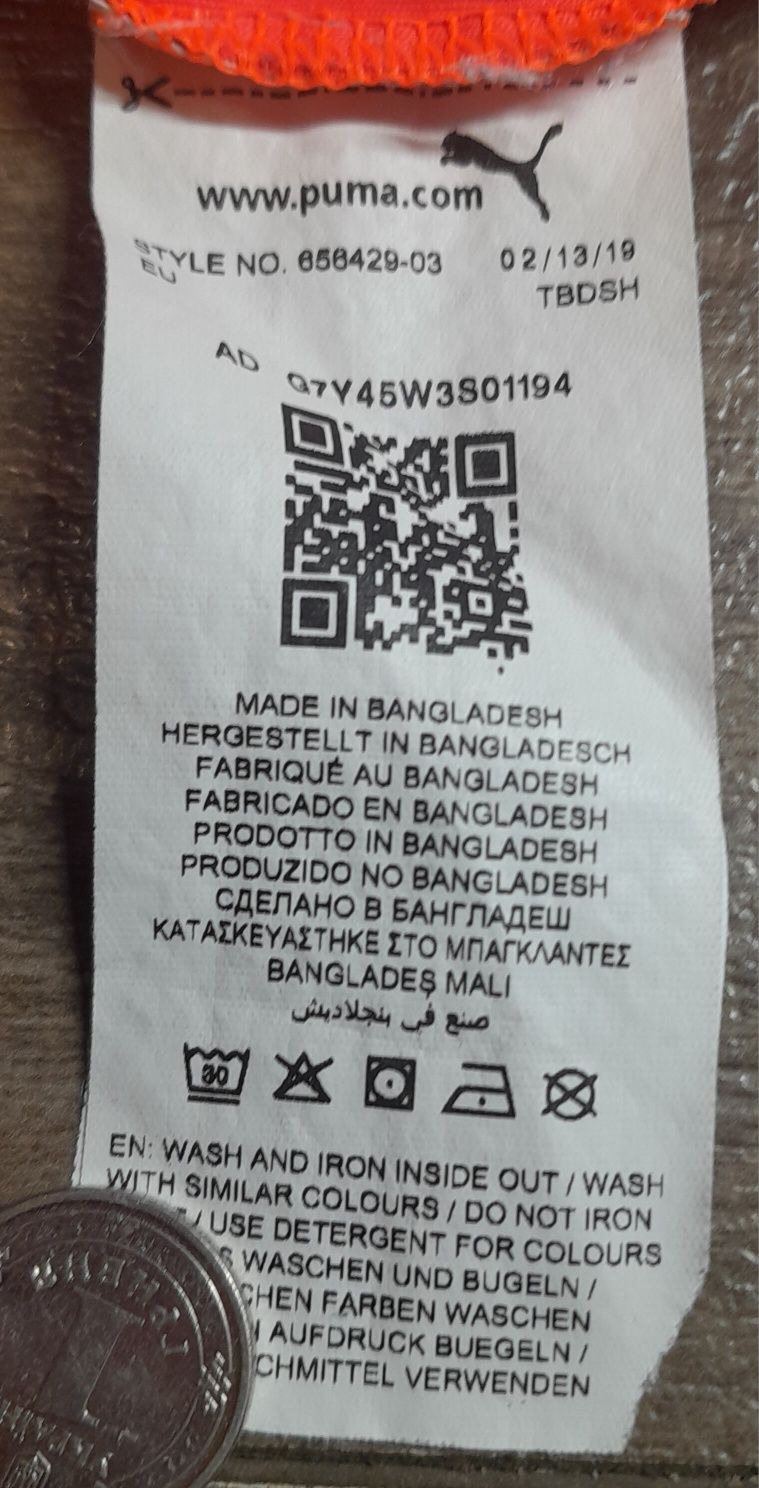 www.puma.com
STYLE NO. 656429-03 02/13/19
EU TBDSH
AD G7Y45W3S01194
MADE IN BANGLADESH
HERGESTELLT IN BANGLADESCH
FABRIQUÉ AU BANGLADESH
FABRICADO EN BANGLADESH
PRODOTTO IN BANGLADESH
PRODUZIDO NO BANGLADESH
СДЕЛАНО В БАНГЛАДЕШ
ΚΑΤΑΣΚΕΥΑΣΤΗΚΕ ΣΤΟ ΜΠΑΓΚΛΑΝΤΕΣ
BANGLADEŞ MALI
صنع في بنجلاديش
30
EN: WASH AND IRON INSIDE OUT / WASH
WITH SIMILAR COLOURS / DO NOT IRON
/ USE DETERGENT FOR COLOURS
WASCHEN UND BUGELN /
FARBEN WASCHEN
AUFDRUCK BUEGELN /
VERWENDEN
1